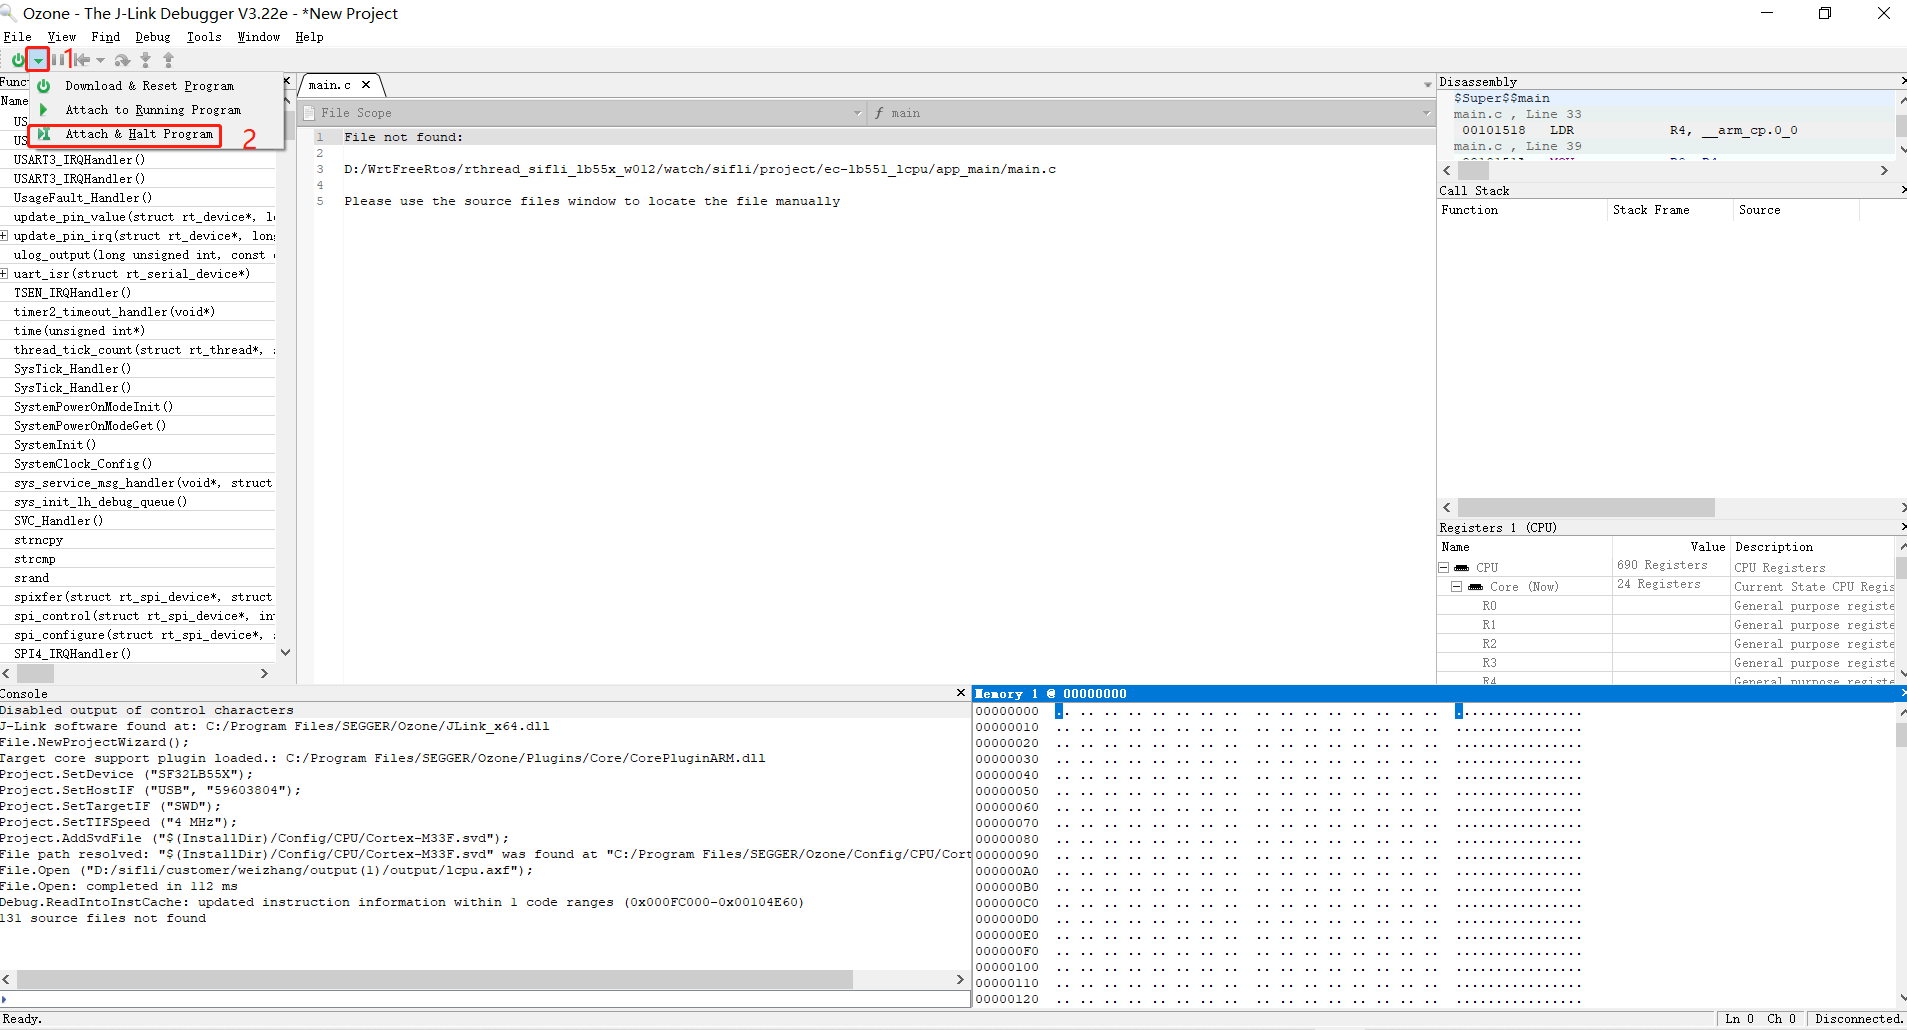 Ozone - The J-Link Debugger V3.22e - *New Project
File View Find Debug Tools Window Help
1
Download & Reset Program
Attach to Running Program
Attach & Halt Program
2
Name
USART3_IRQHandler()
USART3_IRQHandler()
UsageFault_Handler()
update_pin_value(struct rt_device*, l
update_pin_irq(struct rt_device*, lon
ulog_output(long unsigned int, const
uart_isr(struct rt_serial_device*)
TSEN_IRQHandler()
timer2_timeout_handler(void*)
time(unsigned int*)
thread_tick_count(struct rt_thread*,
SysTick_Handler()
SysTick_Handler()
SystemPowerOnModeInit()
SystemPowerOnModeGet()
SystemInit()
SystemClock_Config()
sys_service_msg_handler(void*, struct
sys_init_lh_debug_queue()
SVC_Handler()
strncpy
strcmp
srand
spixfer(struct rt_spi_device*, struct
spi_control(struct rt_spi_device*, in
spi_configure(struct rt_spi_device*,
SPI4_IRQHandler()
main.c
File Scope
f main
1 File not found:
2
3 D:/WrtFreeRtos/rthread_sifli_lb55x_w012/watch/sifli/project/ec-lb551_lcpu/app_main/main.c
4
5 Please use the source files window to locate the file manually
Disassembly
$Super$$main
main.c , Line 33
00101518 LDR R4, __arm_cp.0_0
main.c , Line 39
Call Stack
Function Stack Frame Source
Registers 1 (CPU)
Name Value Description
CPU 690 Registers CPU Registers
Core (Now) 24 Registers Current State CPU Regis
R0 General purpose registe
R1 General purpose registe
R2 General purpose registe
R3 General purpose registe
R4 General purpose registe
Console
Disabled output of control characters
J-Link software found at: C:/Program Files/SEGGER/Ozone/JLink_x64.dll
File.NewProjectWizard();
Target core support plugin loaded.: C:/Program Files/SEGGER/Ozone/Plugins/Core/CorePluginARM.dll
Project.SetDevice ("SF32LB55X");
Project.SetHostIF ("USB", "59603804");
Project.SetTargetIF ("SWD");
Project.SetTIFSpeed ("4 MHz");
Project.AddSvdFile ("$(InstallDir)/Config/CPU/Cortex-M33F.svd");
File path resolved: "$(InstallDir)/Config/CPU/Cortex-M33F.svd" was found at "C:/Program Files/SEGGER/Ozone/Config/CPU/Cort
File.Open ("D:/sifli/customer/weizhang/output(1)/output/lcpu.axf");
File.Open: completed in 112 ms
Debug.ReadIntoInstCache: updated instruction information within 1 code ranges (0x000FC000-0x00104E60)
131 source files not found
Memory 1 @ 00000000
00000000 .. .. .. .. .. .. .. .. .. .. .. .. .. .. .. .. ................
00000010 .. .. .. .. .. .. .. .. .. .. .. .. .. .. .. .. ................
00000020 .. .. .. .. .. .. .. .. .. .. .. .. .. .. .. .. ................
00000030 .. .. .. .. .. .. .. .. .. .. .. .. .. .. .. .. ................
00000040 .. .. .. .. .. .. .. .. .. .. .. .. .. .. .. .. ................
00000050 .. .. .. .. .. .. .. .. .. .. .. .. .. .. .. .. ................
00000060 .. .. .. .. .. .. .. .. .. .. .. .. .. .. .. .. ................
00000070 .. .. .. .. .. .. .. .. .. .. .. .. .. .. .. .. ................
00000080 .. .. .. .. .. .. .. .. .. .. .. .. .. .. .. .. ................
00000090 .. .. .. .. .. .. .. .. .. .. .. .. .. .. .. .. ................
000000A0 .. .. .. .. .. .. .. .. .. .. .. .. .. .. .. .. ................
000000B0 .. .. .. .. .. .. .. .. .. .. .. .. .. .. .. .. ................
000000C0 .. .. .. .. .. .. .. .. .. .. .. .. .. .. .. .. ................
000000D0 .. .. .. .. .. .. .. .. .. .. .. .. .. .. .. .. ................
000000E0 .. .. .. .. .. .. .. .. .. .. .. .. .. .. .. .. ................
000000F0 .. .. .. .. .. .. .. .. .. .. .. .. .. .. .. .. ................
00000100 .. .. .. .. .. .. .. .. .. .. .. .. .. .. .. .. ................
00000110 .. .. .. .. .. .. .. .. .. .. .. .. .. .. .. .. ................
00000120 .. .. .. .. .. .. .. .. .. .. .. .. .. .. .. .. ................
Ready.
Ln 0 Ch 0 Disconnected.